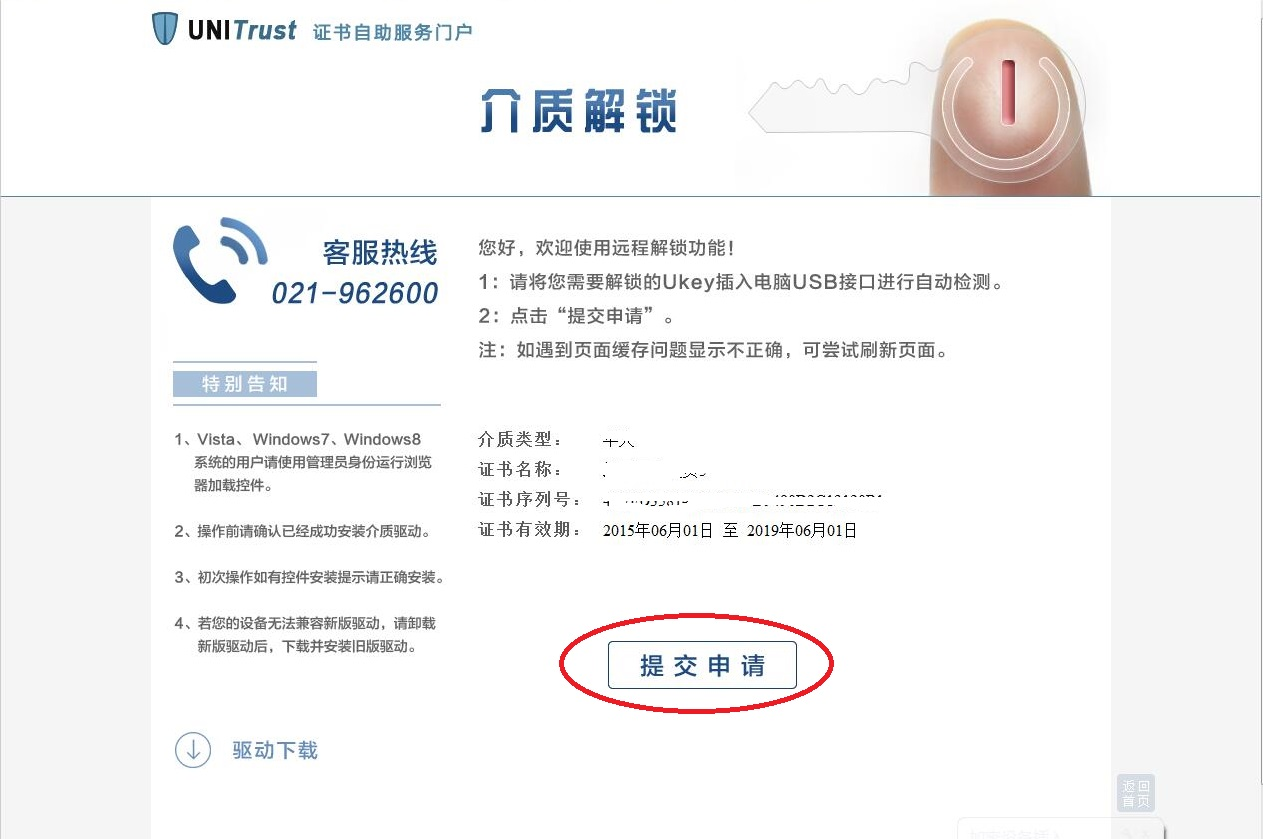 UNITrust 证书自助服务门户
介质解锁
客服热线
021-962600
您好，欢迎使用远程解锁功能！
1：请将您需要解锁的Ukey插入电脑USB接口进行自动检测。
2：点击“提交申请”。
注：如遇到页面缓存问题显示不正确，可尝试刷新页面。
特别告知
1、Vista、Windows7、Windows8
系统的用户请使用管理员身份运行浏览
器加载控件。
2、操作前请确认已经成功安装介质驱动。
3、初次操作如有控件安装提示请正确安装。
4、若您的设备无法兼容新版驱动，请卸载
新版驱动后，下载并安装旧版驱动。
驱动下载
介质类型：
证书名称：
证书序列号：
证书有效期： 2015年06月01日 至 2019年06月01日
提交申请
返回
首页